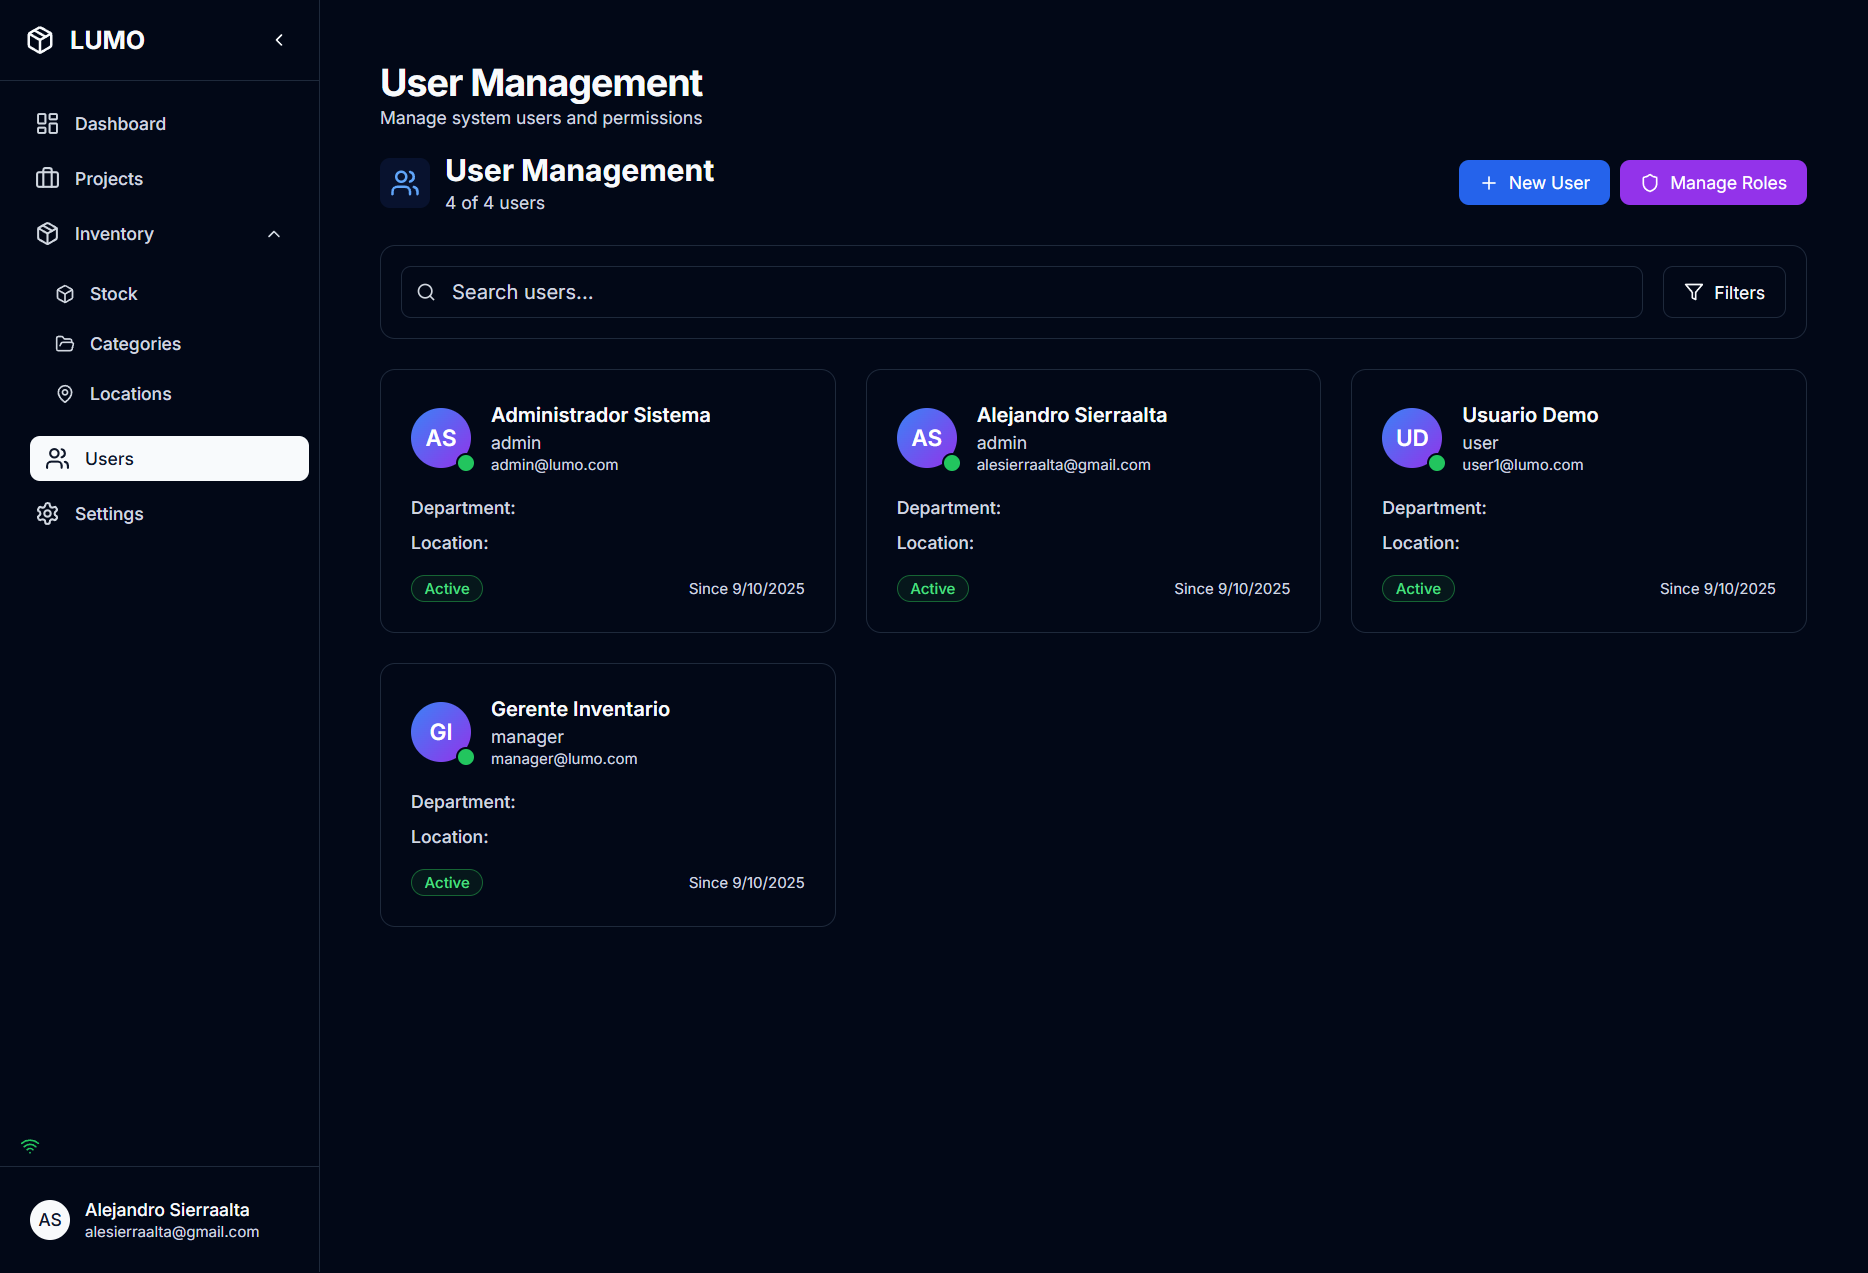 LUMO
Dashboard
Projects
Inventory
Stock
Categories
Locations
Users
Settings
AS
Alejandro Sierraalta
alesierraalta@gmail.com
User Management
Manage system users and permissions
User Management
4 of 4 users
New User
Manage Roles
Search users...
Filters
AS
Administrador Sistema
admin
admin@lumo.com
Department:
Location:
Active
Since 9/10/2025
AS
Alejandro Sierraalta
admin
alesierraalta@gmail.com
Department:
Location:
Active
Since 9/10/2025
UD
Usuario Demo
user
user1@lumo.com
Department:
Location:
Active
Since 9/10/2025
GI
Gerente Inventario
manager
manager@lumo.com
Department:
Location:
Active
Since 9/10/2025